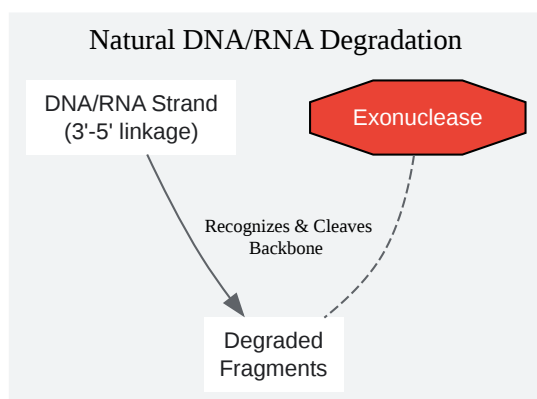 Natural DNA/RNA Degradation
DNA/RNA Strand
(3'-5' linkage)
Exonuclease
Recognizes & Cleaves
Backbone
Degraded
Fragments